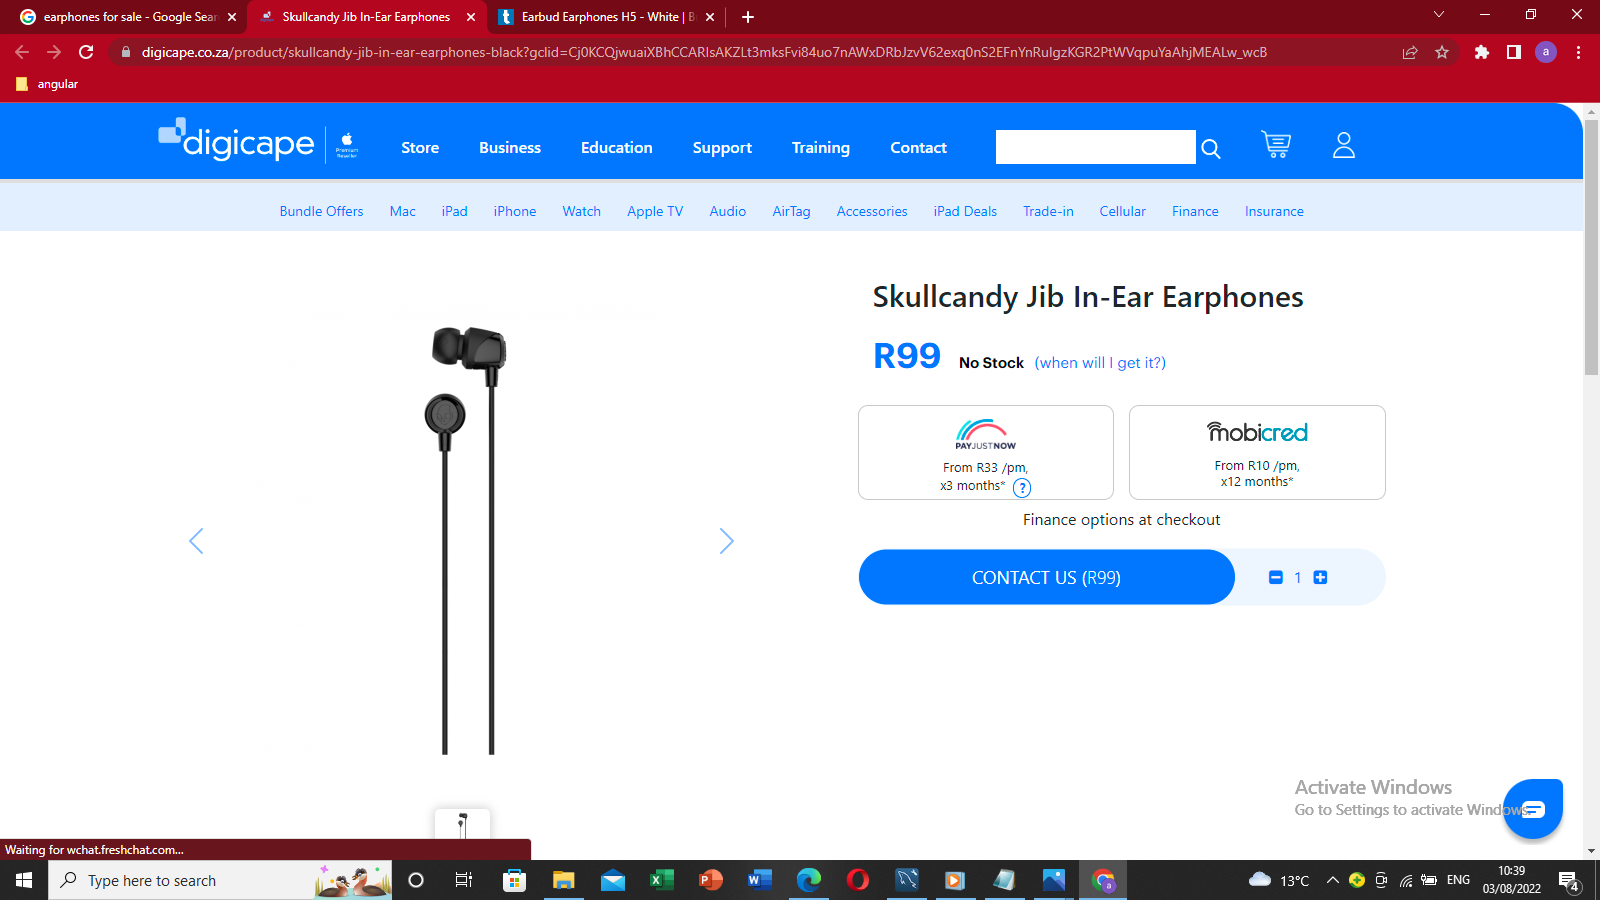 earphones for sale - Google Sear
Skullcandy Jib In-Ear Earphones
Earbud Earphones H5 - White | B
digicape.co.za/product/skullcandy-jib-in-ear-earphones-black?gclid=Cj0KCQjwuaiXBhCCARIsAKZLt3mksFvi84uo7nAWxDRbJzvV62exq0nS2EFnYnRuIgzKGR2PtWVqpuYaAhjMEALw_wcB
a
angular
digicape
Premium
Reseller
Store
Business
Education
Support
Training
Contact
Bundle Offers
Mac
iPad
iPhone
Watch
Apple TV
Audio
AirTag
Accessories
iPad Deals
Trade-in
Cellular
Finance
Insurance
Skullcandy Jib In-Ear Earphones
R99 No Stock (when will I get it?)
PAYJUSTNOW
From R33 /pm,
x3 months* ?
mobicred
From R10 /pm,
x12 months*
Finance options at checkout
CONTACT US (R99)
1
Activate Windows
Go to Settings to activate Windows.
Waiting for wchat.freshchat.com...
Type here to search
13°C
ENG
10:39
03/08/2022
4